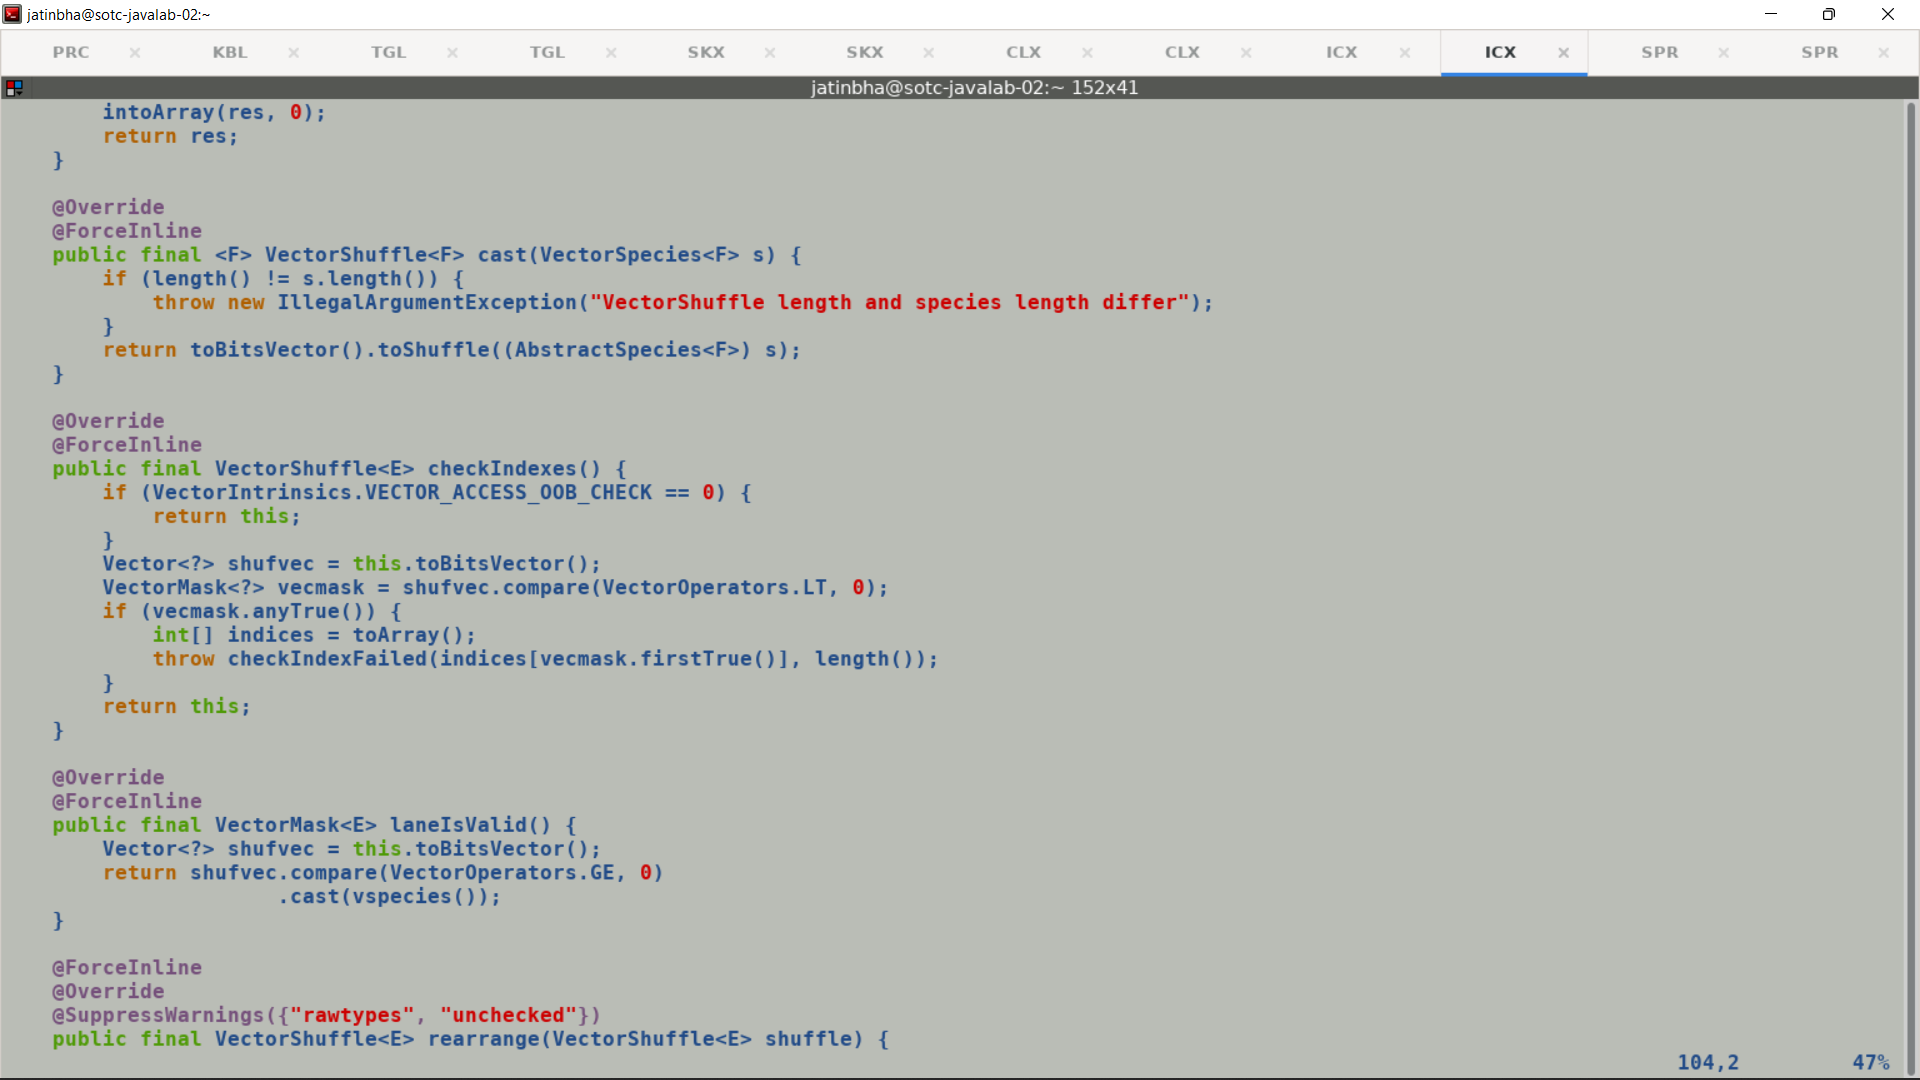 jatinbha@sotc-javalab-02:~
PRC × KBL × TGL × TGL × SKX × SKX × CLX × CLX × ICX × ICX × SPR × SPR ×
jatinbha@sotc-javalab-02:~ 152x41
        intoArray(res, 0);
        return res;
    }

    @Override
    @ForceInline
    public final <F> VectorShuffle<F> cast(VectorSpecies<F> s) {
        if (length() != s.length()) {
            throw new IllegalArgumentException("VectorShuffle length and species length differ");
        }
        return toBitsVector().toShuffle((AbstractSpecies<F>) s);
    }

    @Override
    @ForceInline
    public final VectorShuffle<E> checkIndexes() {
        if (VectorIntrinsics.VECTOR_ACCESS_OOB_CHECK == 0) {
            return this;
        }
        Vector<?> shufvec = this.toBitsVector();
        VectorMask<?> vecmask = shufvec.compare(VectorOperators.LT, 0);
        if (vecmask.anyTrue()) {
            int[] indices = toArray();
            throw checkIndexFailed(indices[vecmask.firstTrue()], length());
        }
        return this;
    }

    @Override
    @ForceInline
    public final VectorMask<E> laneIsValid() {
        Vector<?> shufvec = this.toBitsVector();
        return shufvec.compare(VectorOperators.GE, 0)
                      .cast(vspecies());
    }

    @ForceInline
    @Override
    @SuppressWarnings({"rawtypes", "unchecked"})
    public final VectorShuffle<E> rearrange(VectorShuffle<E> shuffle) {
104,2 47%